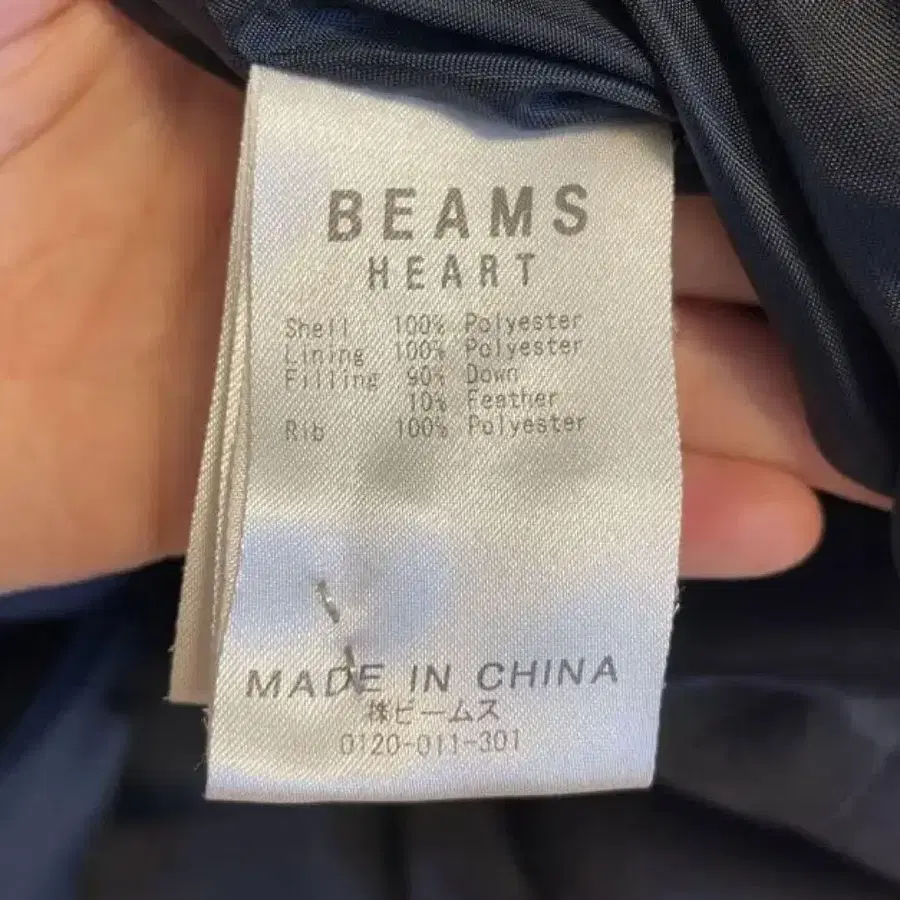 BEAMS
HEART
Shell 100% Polyester
Lining 100% Polyester
Filling 90% Down
10% Feather
Rib 100% Polyester
MADE IN CHINA
㈱ビームス
0120-011-301